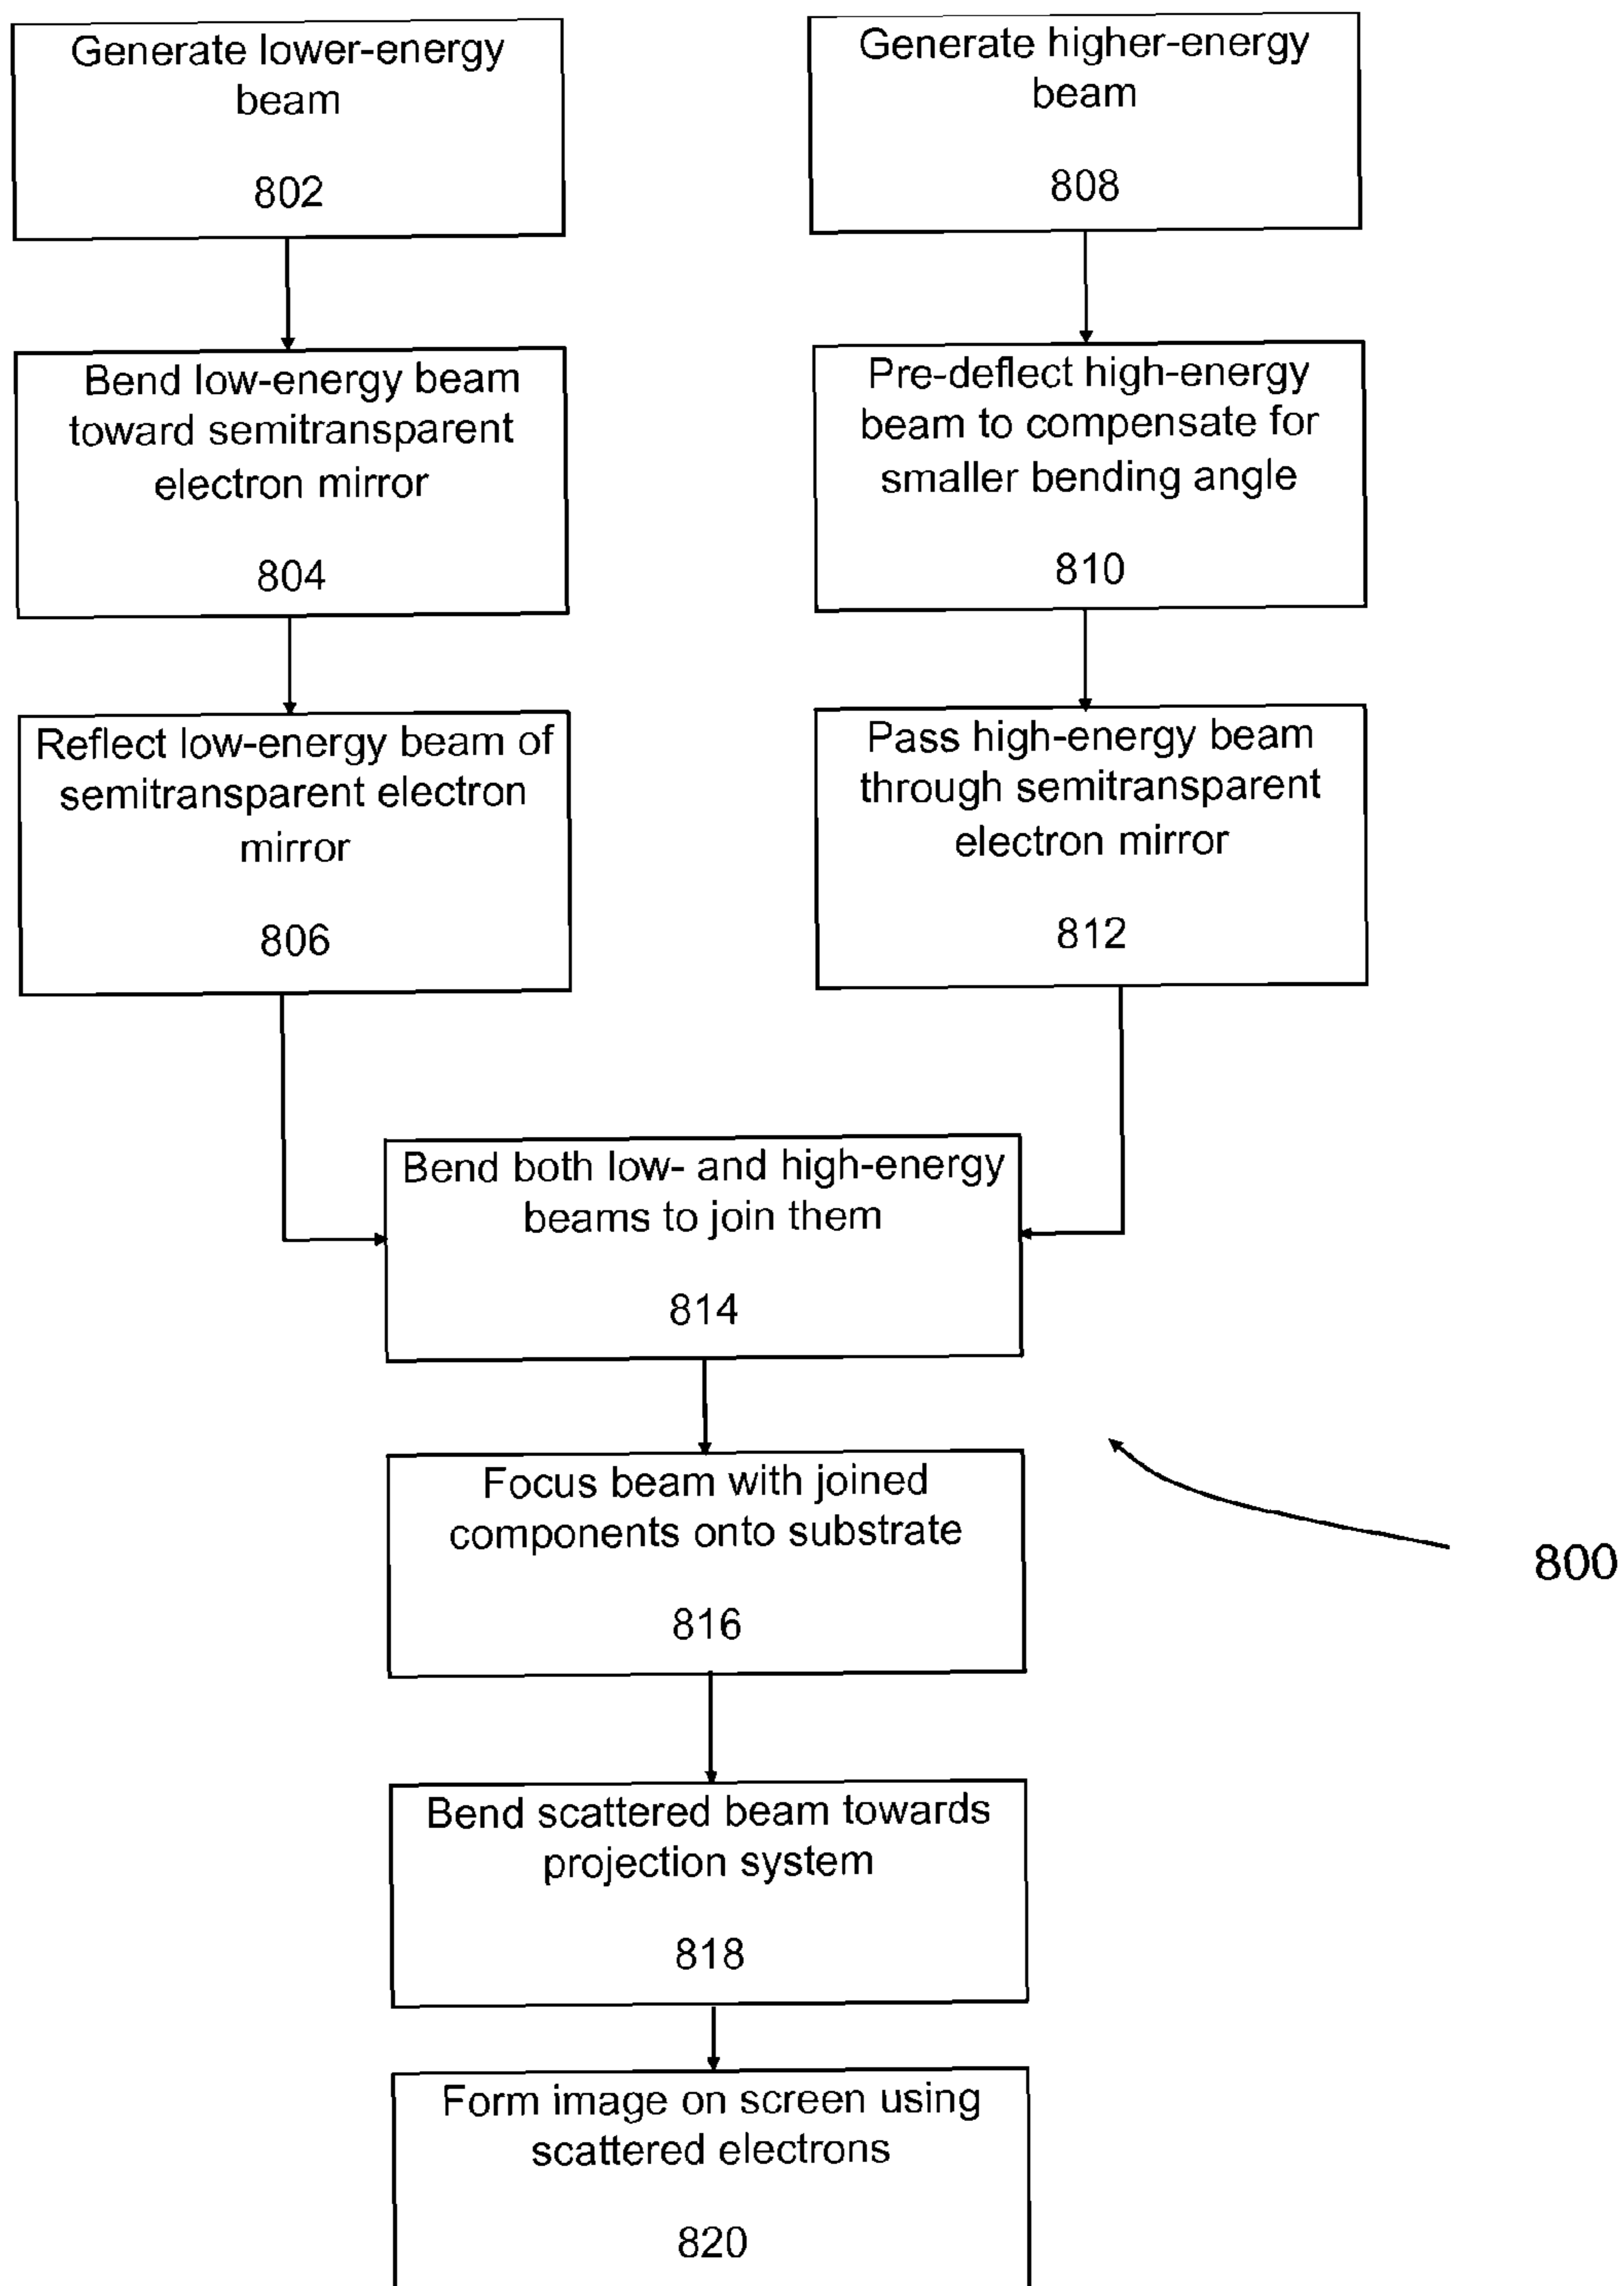 Generate lower-energy
beam
802
Generate higher-energy
beam
808
Bend low-energy beam
toward semitransparent
electron mirror
804
Pre-deflect high-energy
beam to compensate for
smaller bending angle
810
Reflect low-energy beam of
semitransparent electron
mirror
806
Pass high-energy beam
through semitransparent
electron mirror
812
Bend both low- and high-energy
beams to join them
814
Focus beam with joined
components onto substrate
816
800
Bend scattered beam towards
projection system
818
Form image on screen using
scattered electrons
820